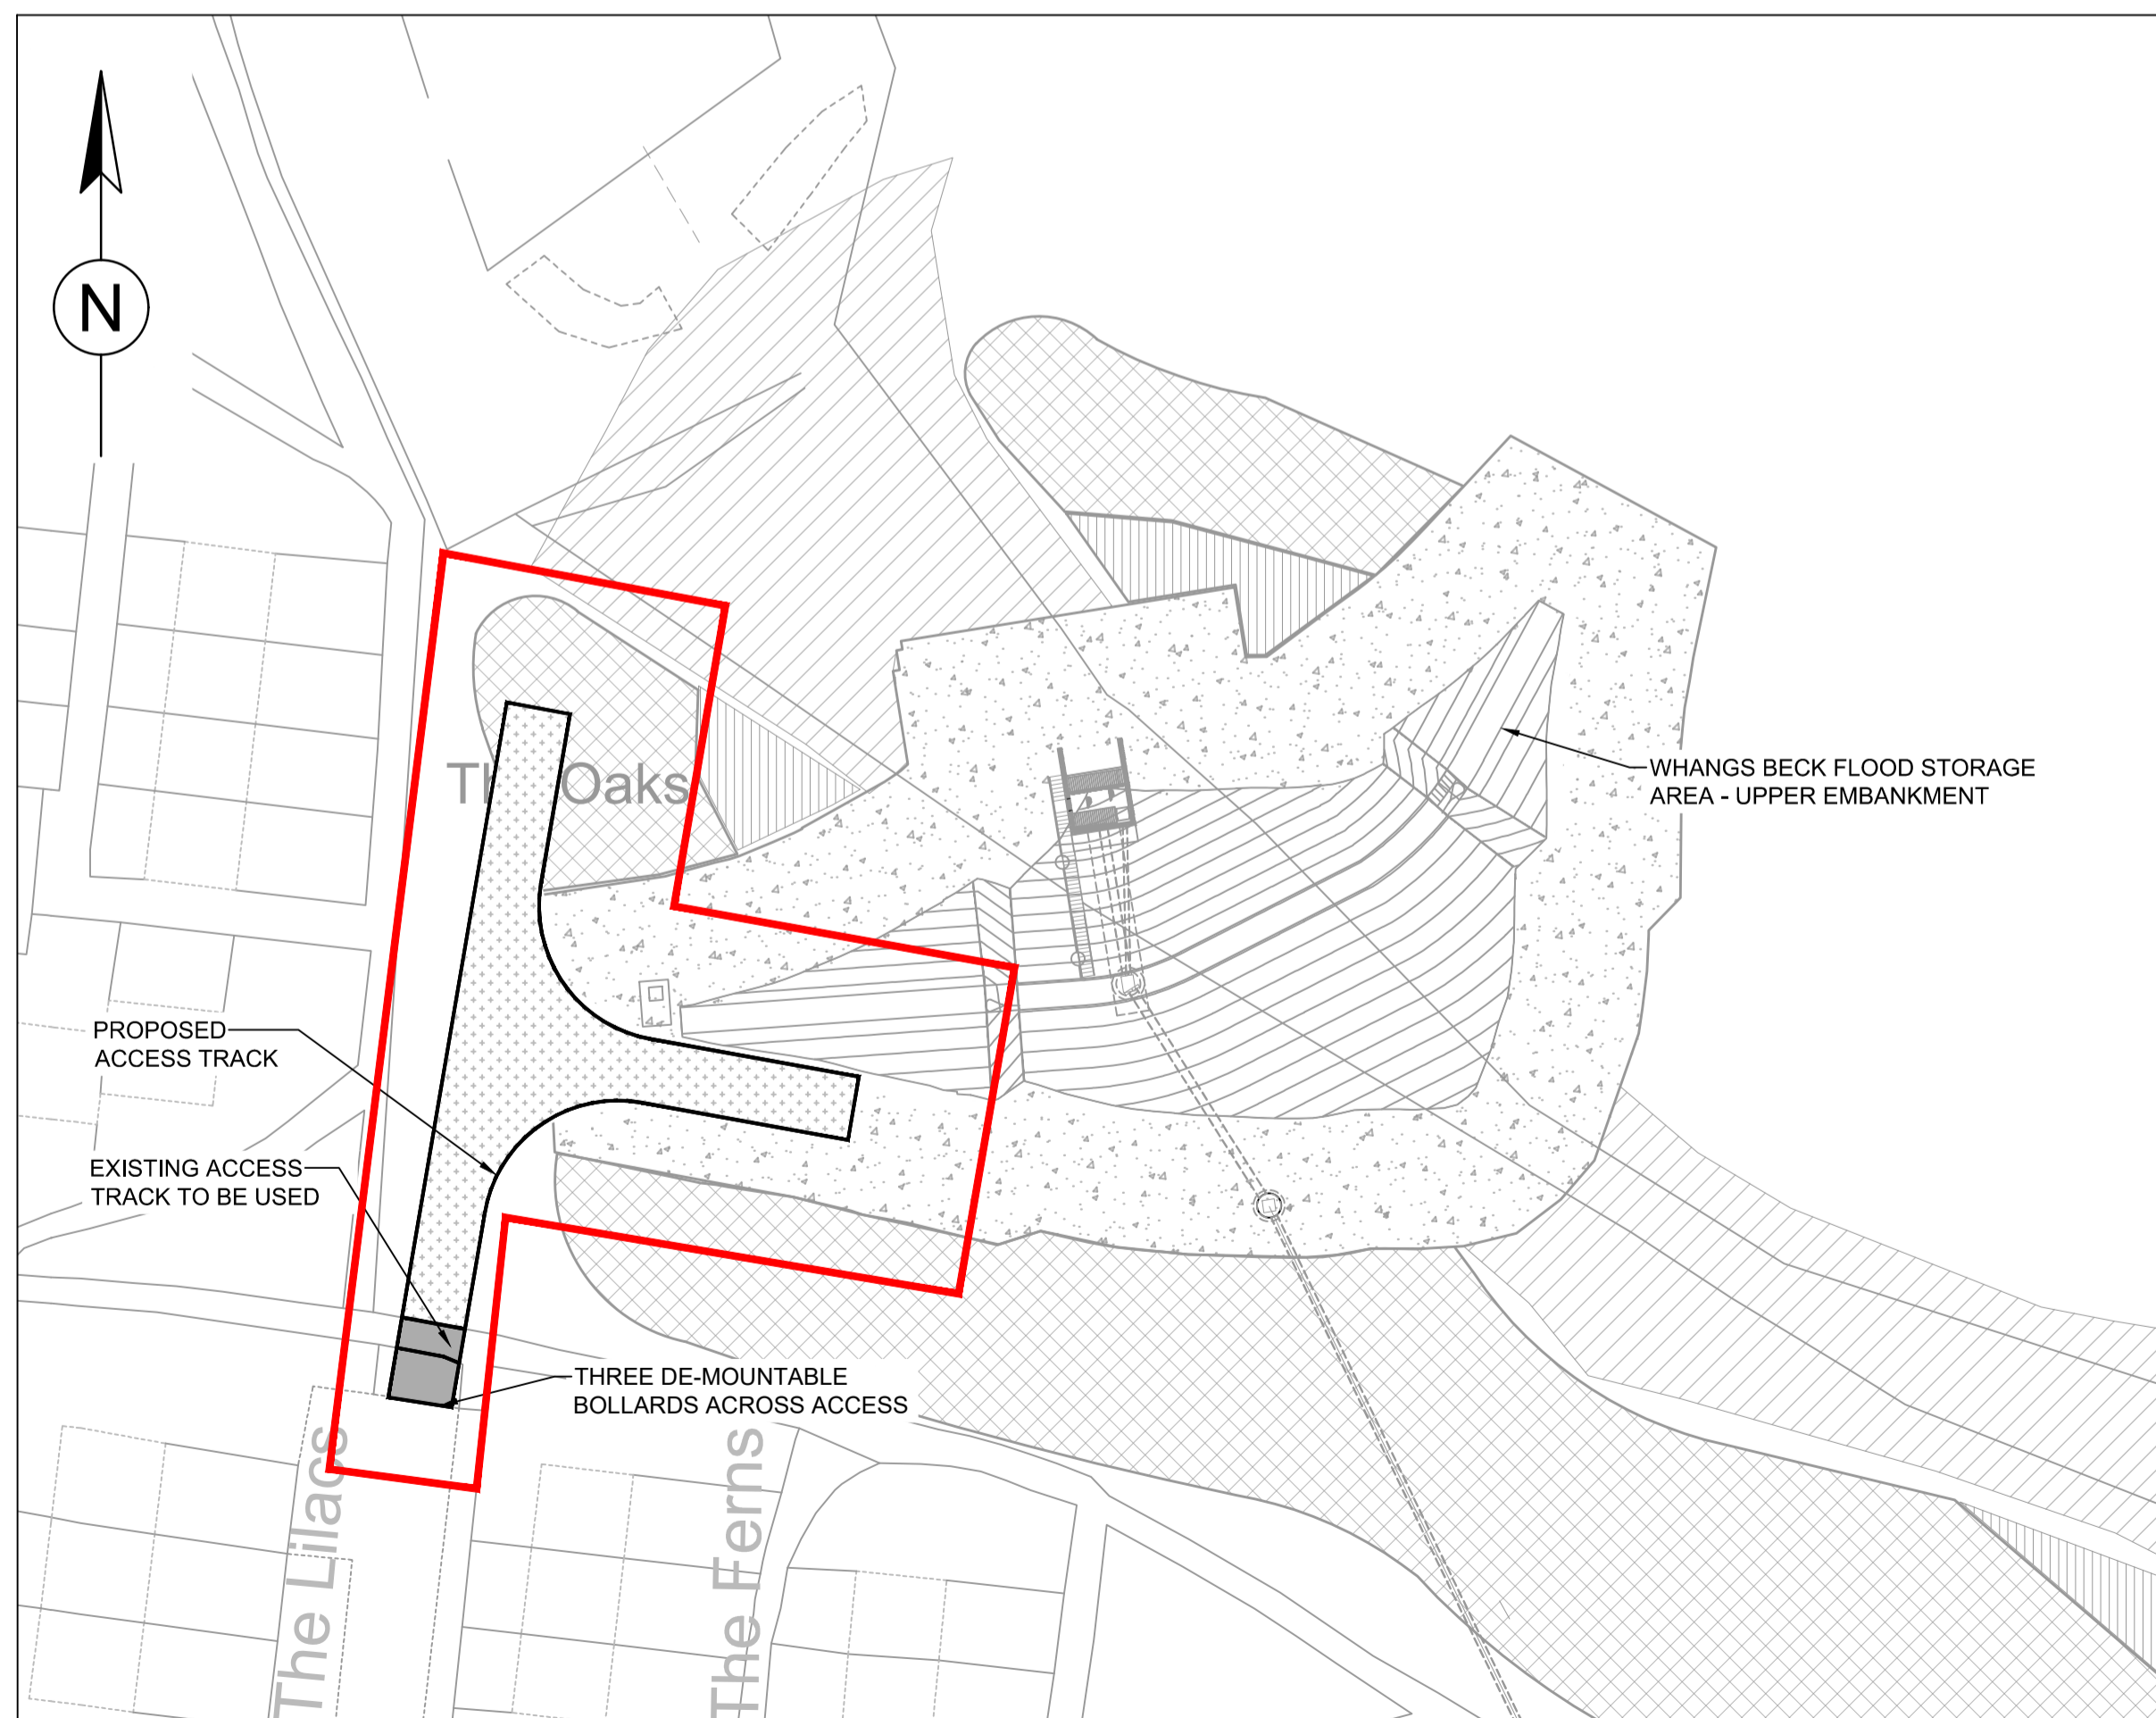 N
The Oaks
WHANGS BECK FLOOD STORAGE
AREA - UPPER EMBANKMENT
PROPOSED
ACCESS TRACK
EXISTING ACCESS
TRACK TO BE USED
THREE DE-MOUNTABLE
BOLLARDS ACROSS ACCESS
The Lilacs
The Ferns